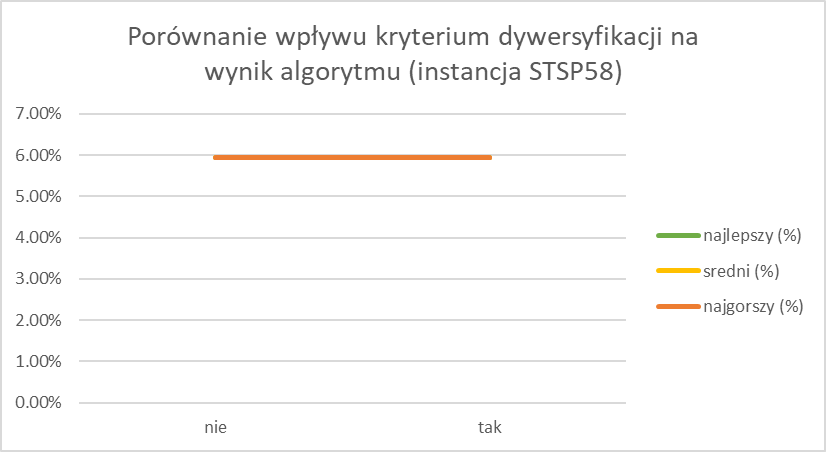 Porównanie wpływu kryterium dywersyfikacji na
wynik algorytmu (instancja STSP58)
7.00%
6.00%
5.00%
4.00%
3.00%
2.00%
1.00%
0.00%
nie
tak
najlepszy (%)
sredni (%)
najgorszy (%)